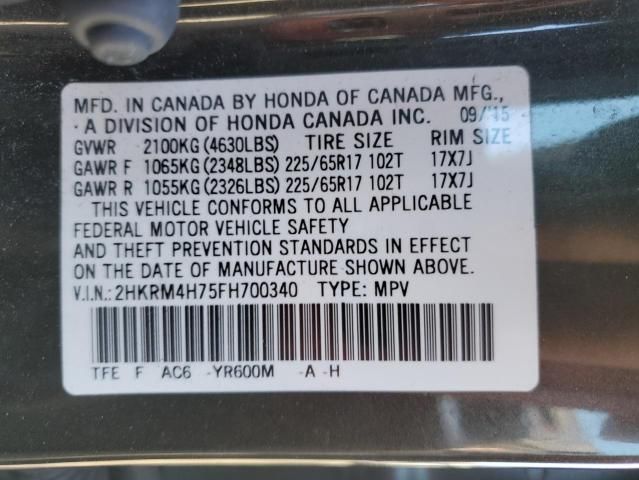 MFD. IN CANADA BY HONDA OF CANADA MFG.,
A DIVISION OF HONDA CANADA INC. 09/'15
GVWR 2100KG (4630LBS) TIRE SIZE RIM SIZE
GAWR F 1065KG (2348LBS) 225/65R17 102T 17X7J
GAWR R 1055KG (2326LBS) 225/65R17 102T 17X7J
THIS VEHICLE CONFORMS TO ALL APPLICABLE
FEDERAL MOTOR VEHICLE SAFETY
AND THEFT PREVENTION STANDARDS IN EFFECT
ON THE DATE OF MANUFACTURE SHOWN ABOVE.
V.I.N.: 2HKRM4H75FH700340 TYPE: MPV
TFE F AC6 -YR600M -A -H